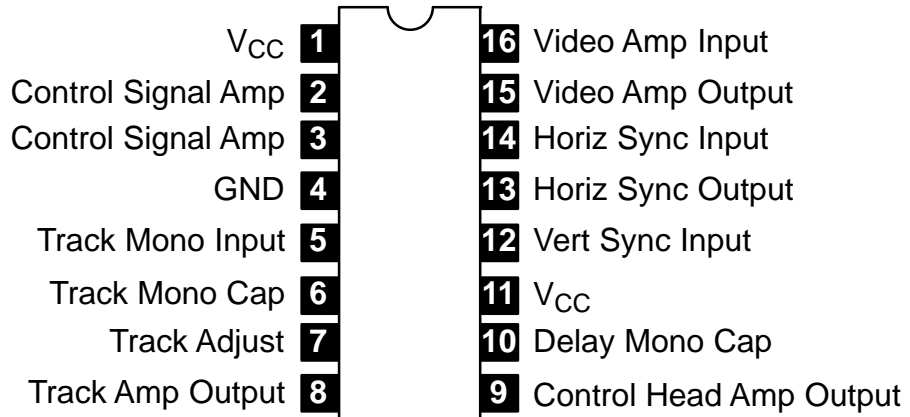 VCC 1 16 Video Amp Input
Control Signal Amp 2 15 Video Amp Output
Control Signal Amp 3 14 Horiz Sync Input
GND 4 13 Horiz Sync Output
Track Mono Input 5 12 Vert Sync Input
Track Mono Cap 6 11 VCC
Track Adjust 7 10 Delay Mono Cap
Track Amp Output 8 9 Control Head Amp Output